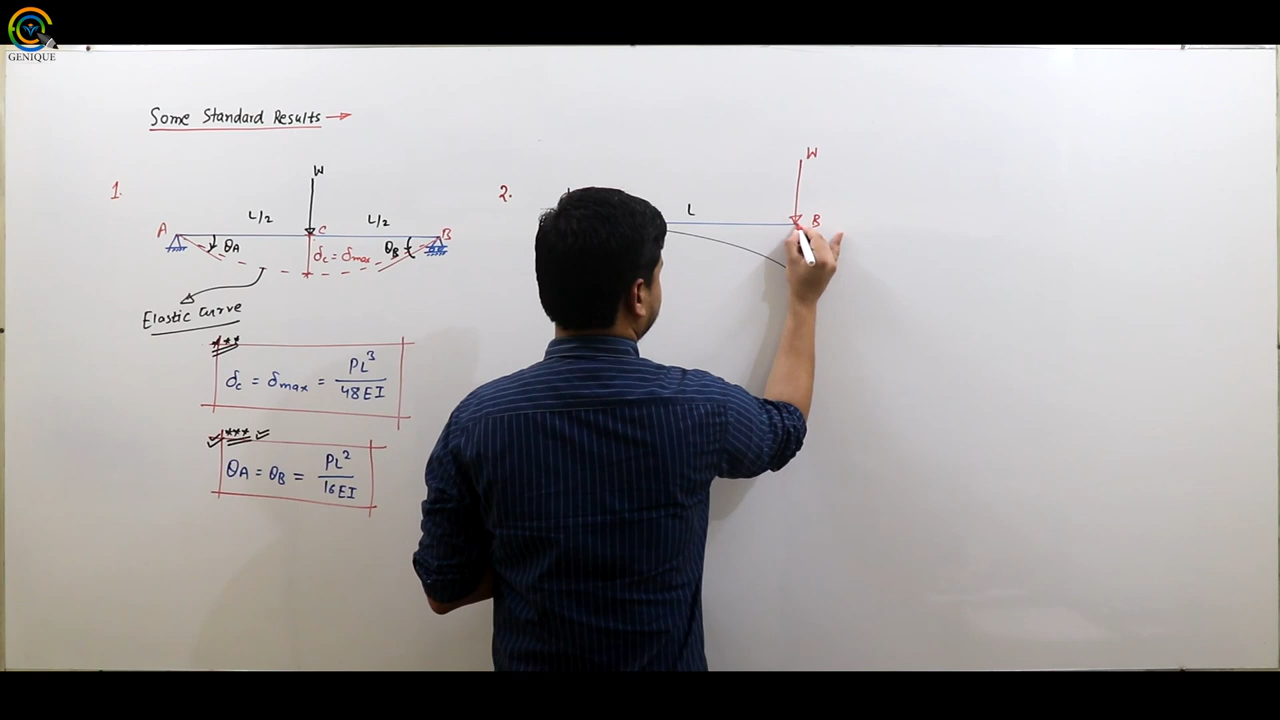 GENIQUE
Some Standard Results →
1.
W
L/2 L/2
A C B
θA δc = δmax θB
Elastic Curve
***
δc = δmax = PL³/48EI
***
θA = θB = PL²/16EI
2.
W
L
B